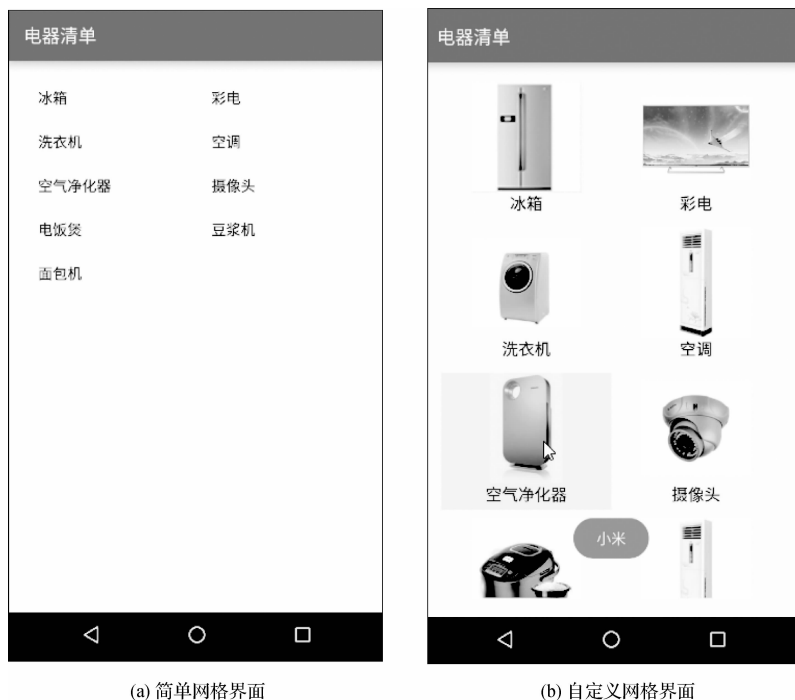 电器清单
冰箱 彩电
洗衣机 空调
空气净化器 摄像头
电饭煲 豆浆机
面包机
(a) 简单网格界面
电器清单
冰箱 彩电
洗衣机 空调
空气净化器 摄像头
小米
(b) 自定义网格界面